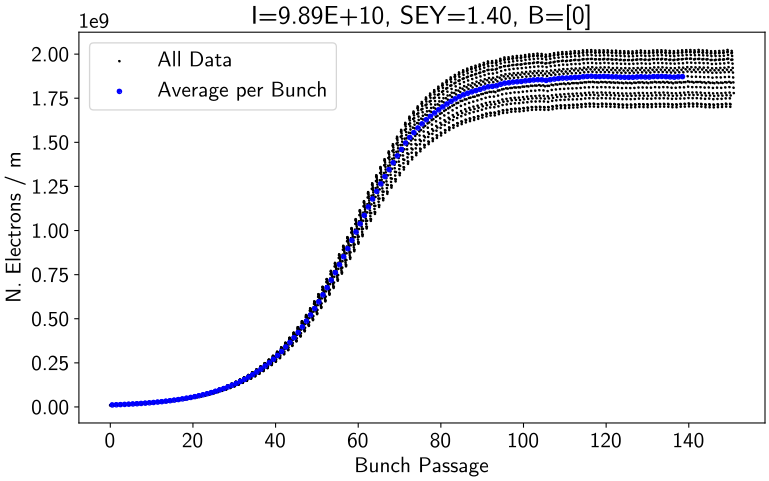 I=9.89E+10, SEY=1.40, B=[0]
1e9
All Data
Average per Bunch
N. Electrons / m
2.00
1.75
1.50
1.25
1.00
0.75
0.50
0.25
0.00
0 20 40 60 80 100 120 140
Bunch Passage